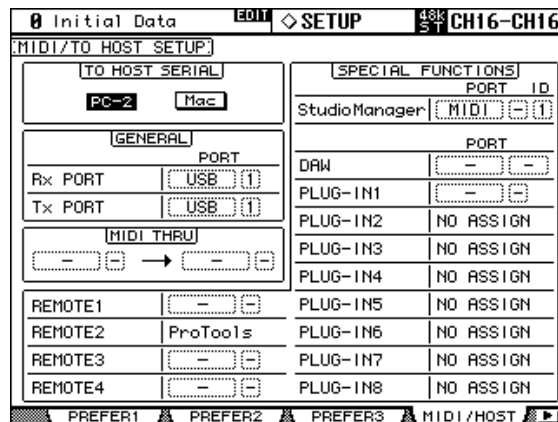 0 Initial Data EDIT ◇SETUP 48k ST CH16-CH16
MIDI/TO HOST SETUP
TO HOST SERIAL
PC-2 Mac
GENERAL
PORT
Rx PORT USB 1
Tx PORT USB 1
MIDI THRU
- - → - -
REMOTE1 - -
REMOTE2 ProTools
REMOTE3 - -
REMOTE4 - -
SPECIAL FUNCTIONS
PORT ID
StudioManager MIDI - 1
PORT
DAW - -
PLUG-IN1 - -
PLUG-IN2 NO ASSIGN
PLUG-IN3 NO ASSIGN
PLUG-IN4 NO ASSIGN
PLUG-IN5 NO ASSIGN
PLUG-IN6 NO ASSIGN
PLUG-IN7 NO ASSIGN
PLUG-IN8 NO ASSIGN
PREFER1 PREFER2 PREFER3 MIDI/HOST